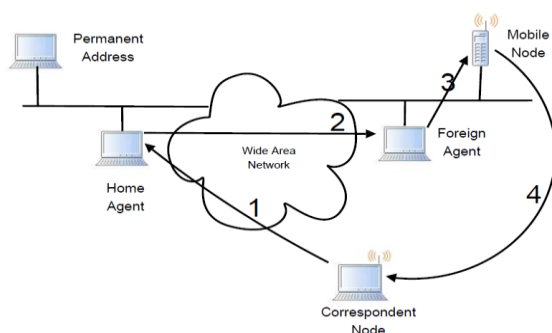 Permanent
Address
Mobile
Node
3
2
Wide Area
Network
Foreign
Agent
Home
Agent
1
4
Correspondent
Node